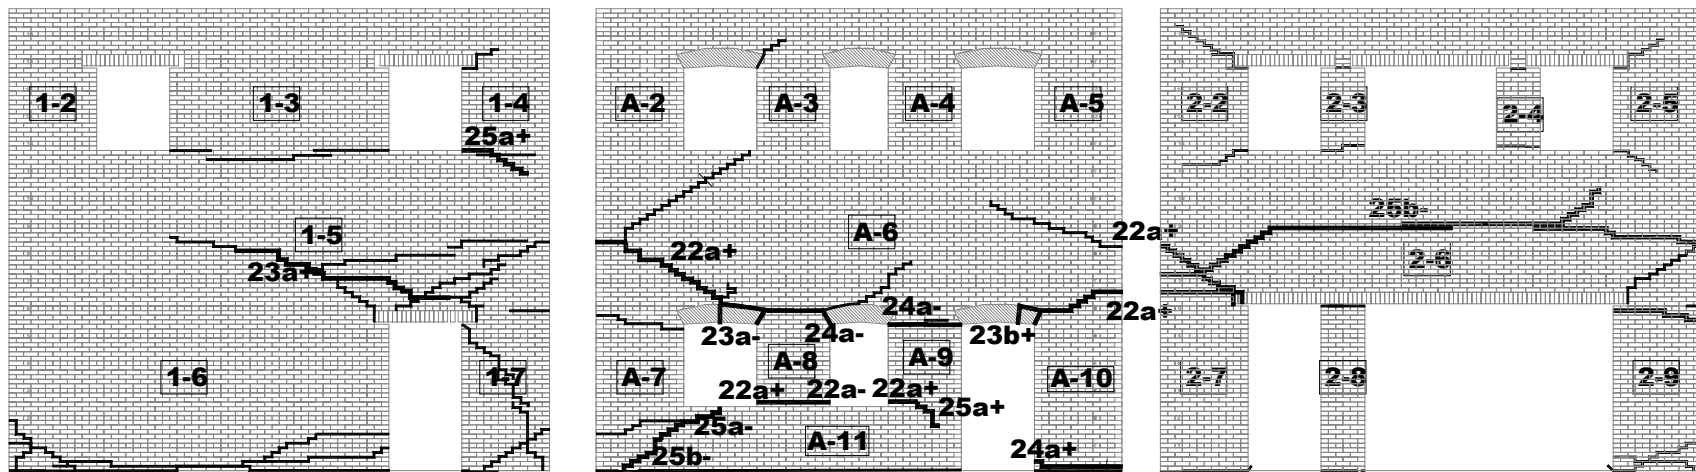 1-2
1-3
1-4
25a+
1-5
23a+
1-6
1-7
A-2
A-3
A-4
A-5
A-6
22a+
24a-
23a-
24a-
23b+
A-7
A-8
A-9
A-10
22a+
22a-
22a+
25a+
25a-
A-11
25b-
24a+
2-2
2-3
2-4
2-5
25b-
22a+
2-6
22a+
2-7
2-8
2-9